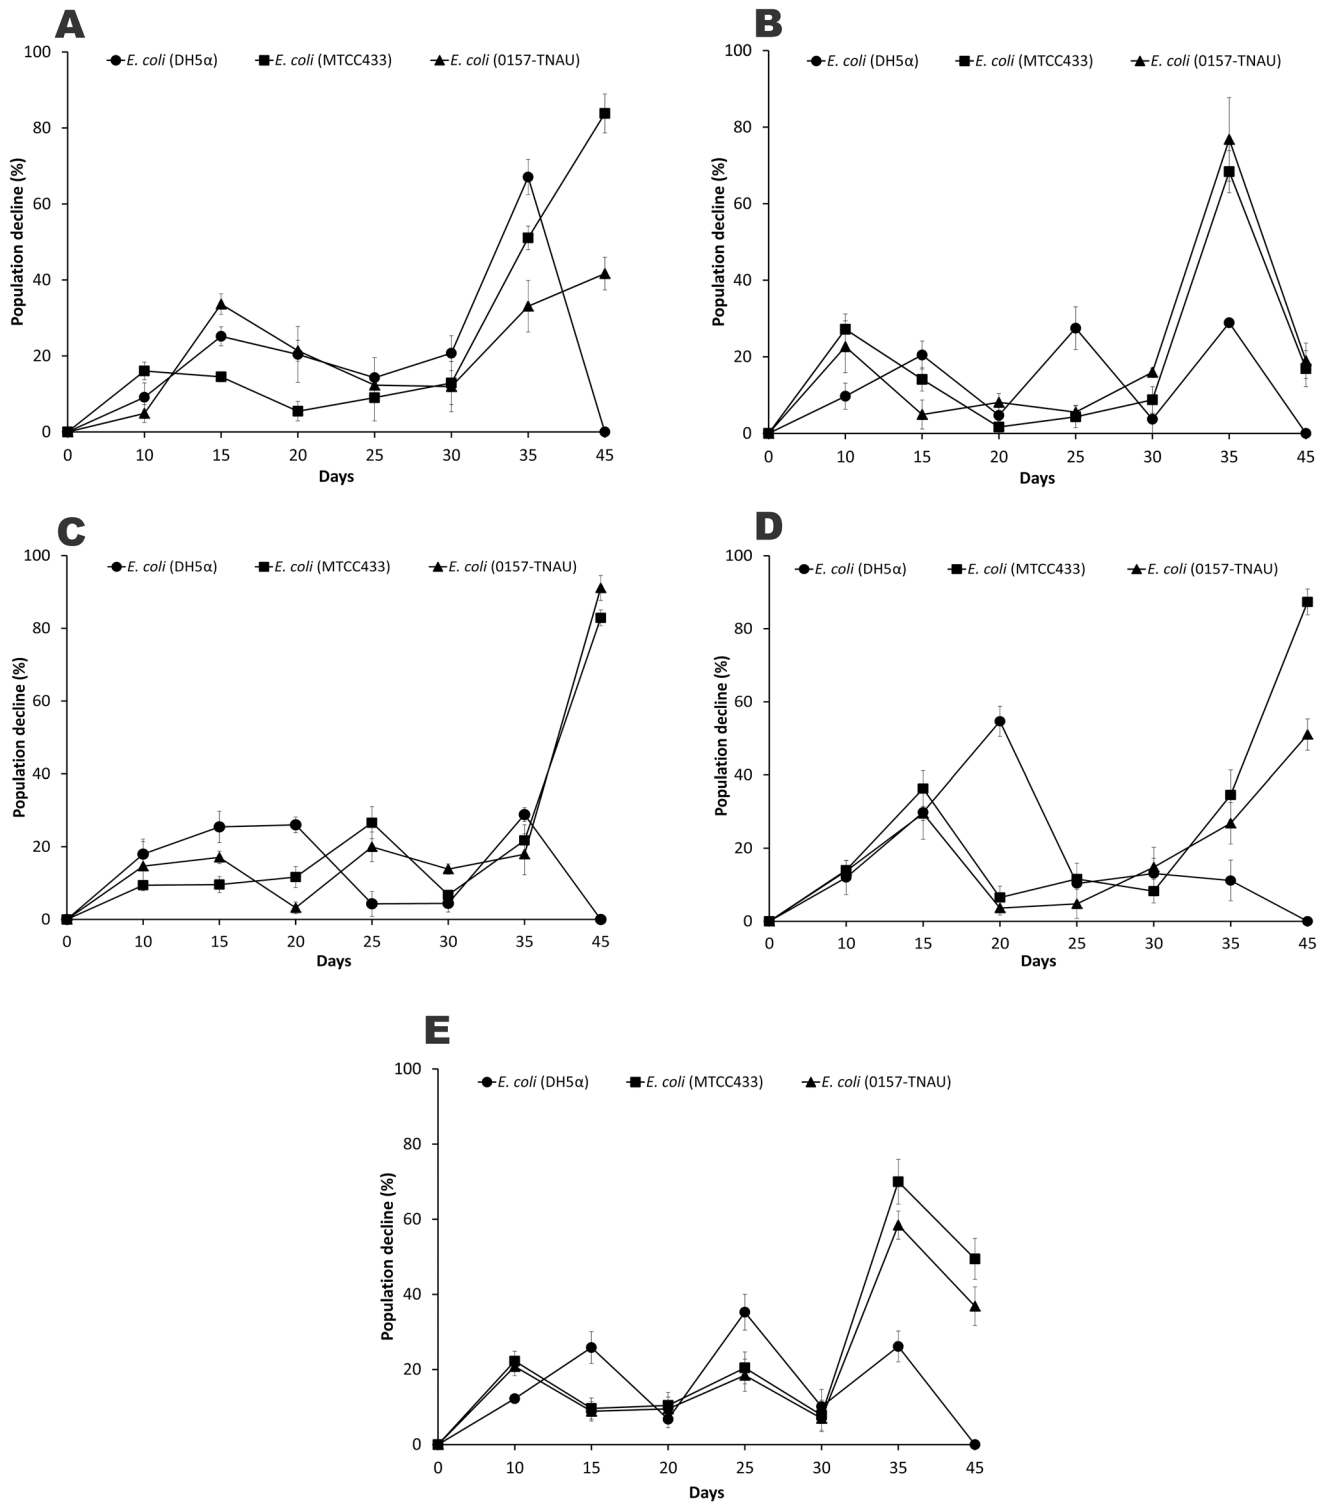 A
E. coli (DH5α) E. coli (MTCC433) E. coli (0157-TNAU)
Population decline (%)
100
80
60
40
20
0
0 10 15 20 25 30 35 45
Days
B
E. coli (DH5α) E. coli (MTCC433) E. coli (0157-TNAU)
Population decline (%)
100
80
60
40
20
0
0 10 15 20 25 30 35 45
Days
C
E. coli (DH5α) E. coli (MTCC433) E. coli (0157-TNAU)
Population decline (%)
100
80
60
40
20
0
0 10 15 20 25 30 35 45
Days
D
E. coli (DH5α) E. coli (MTCC433) E. coli (0157-TNAU)
Population decline (%)
100
80
60
40
20
0
0 10 15 20 25 30 35 45
Days
E
E. coli (DH5α) E. coli (MTCC433) E. coli (0157-TNAU)
Population decline (%)
100
80
60
40
20
0
0 10 15 20 25 30 35 45
Days